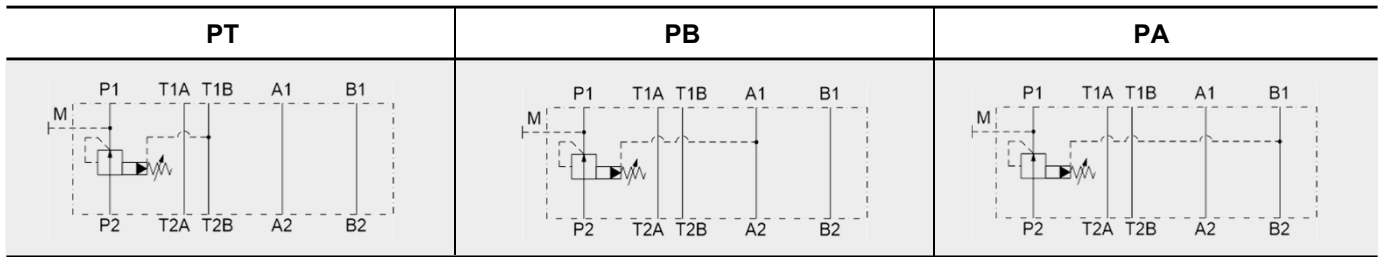 PT PB PA
P1 T1A T1B A1 B1 P1 T1A T1B A1 B1 P1 T1A T1B A1 B1
M M M
P2 T2A T2B A2 B2 P2 T2A T2B A2 B2 P2 T2A T2B A2 B2